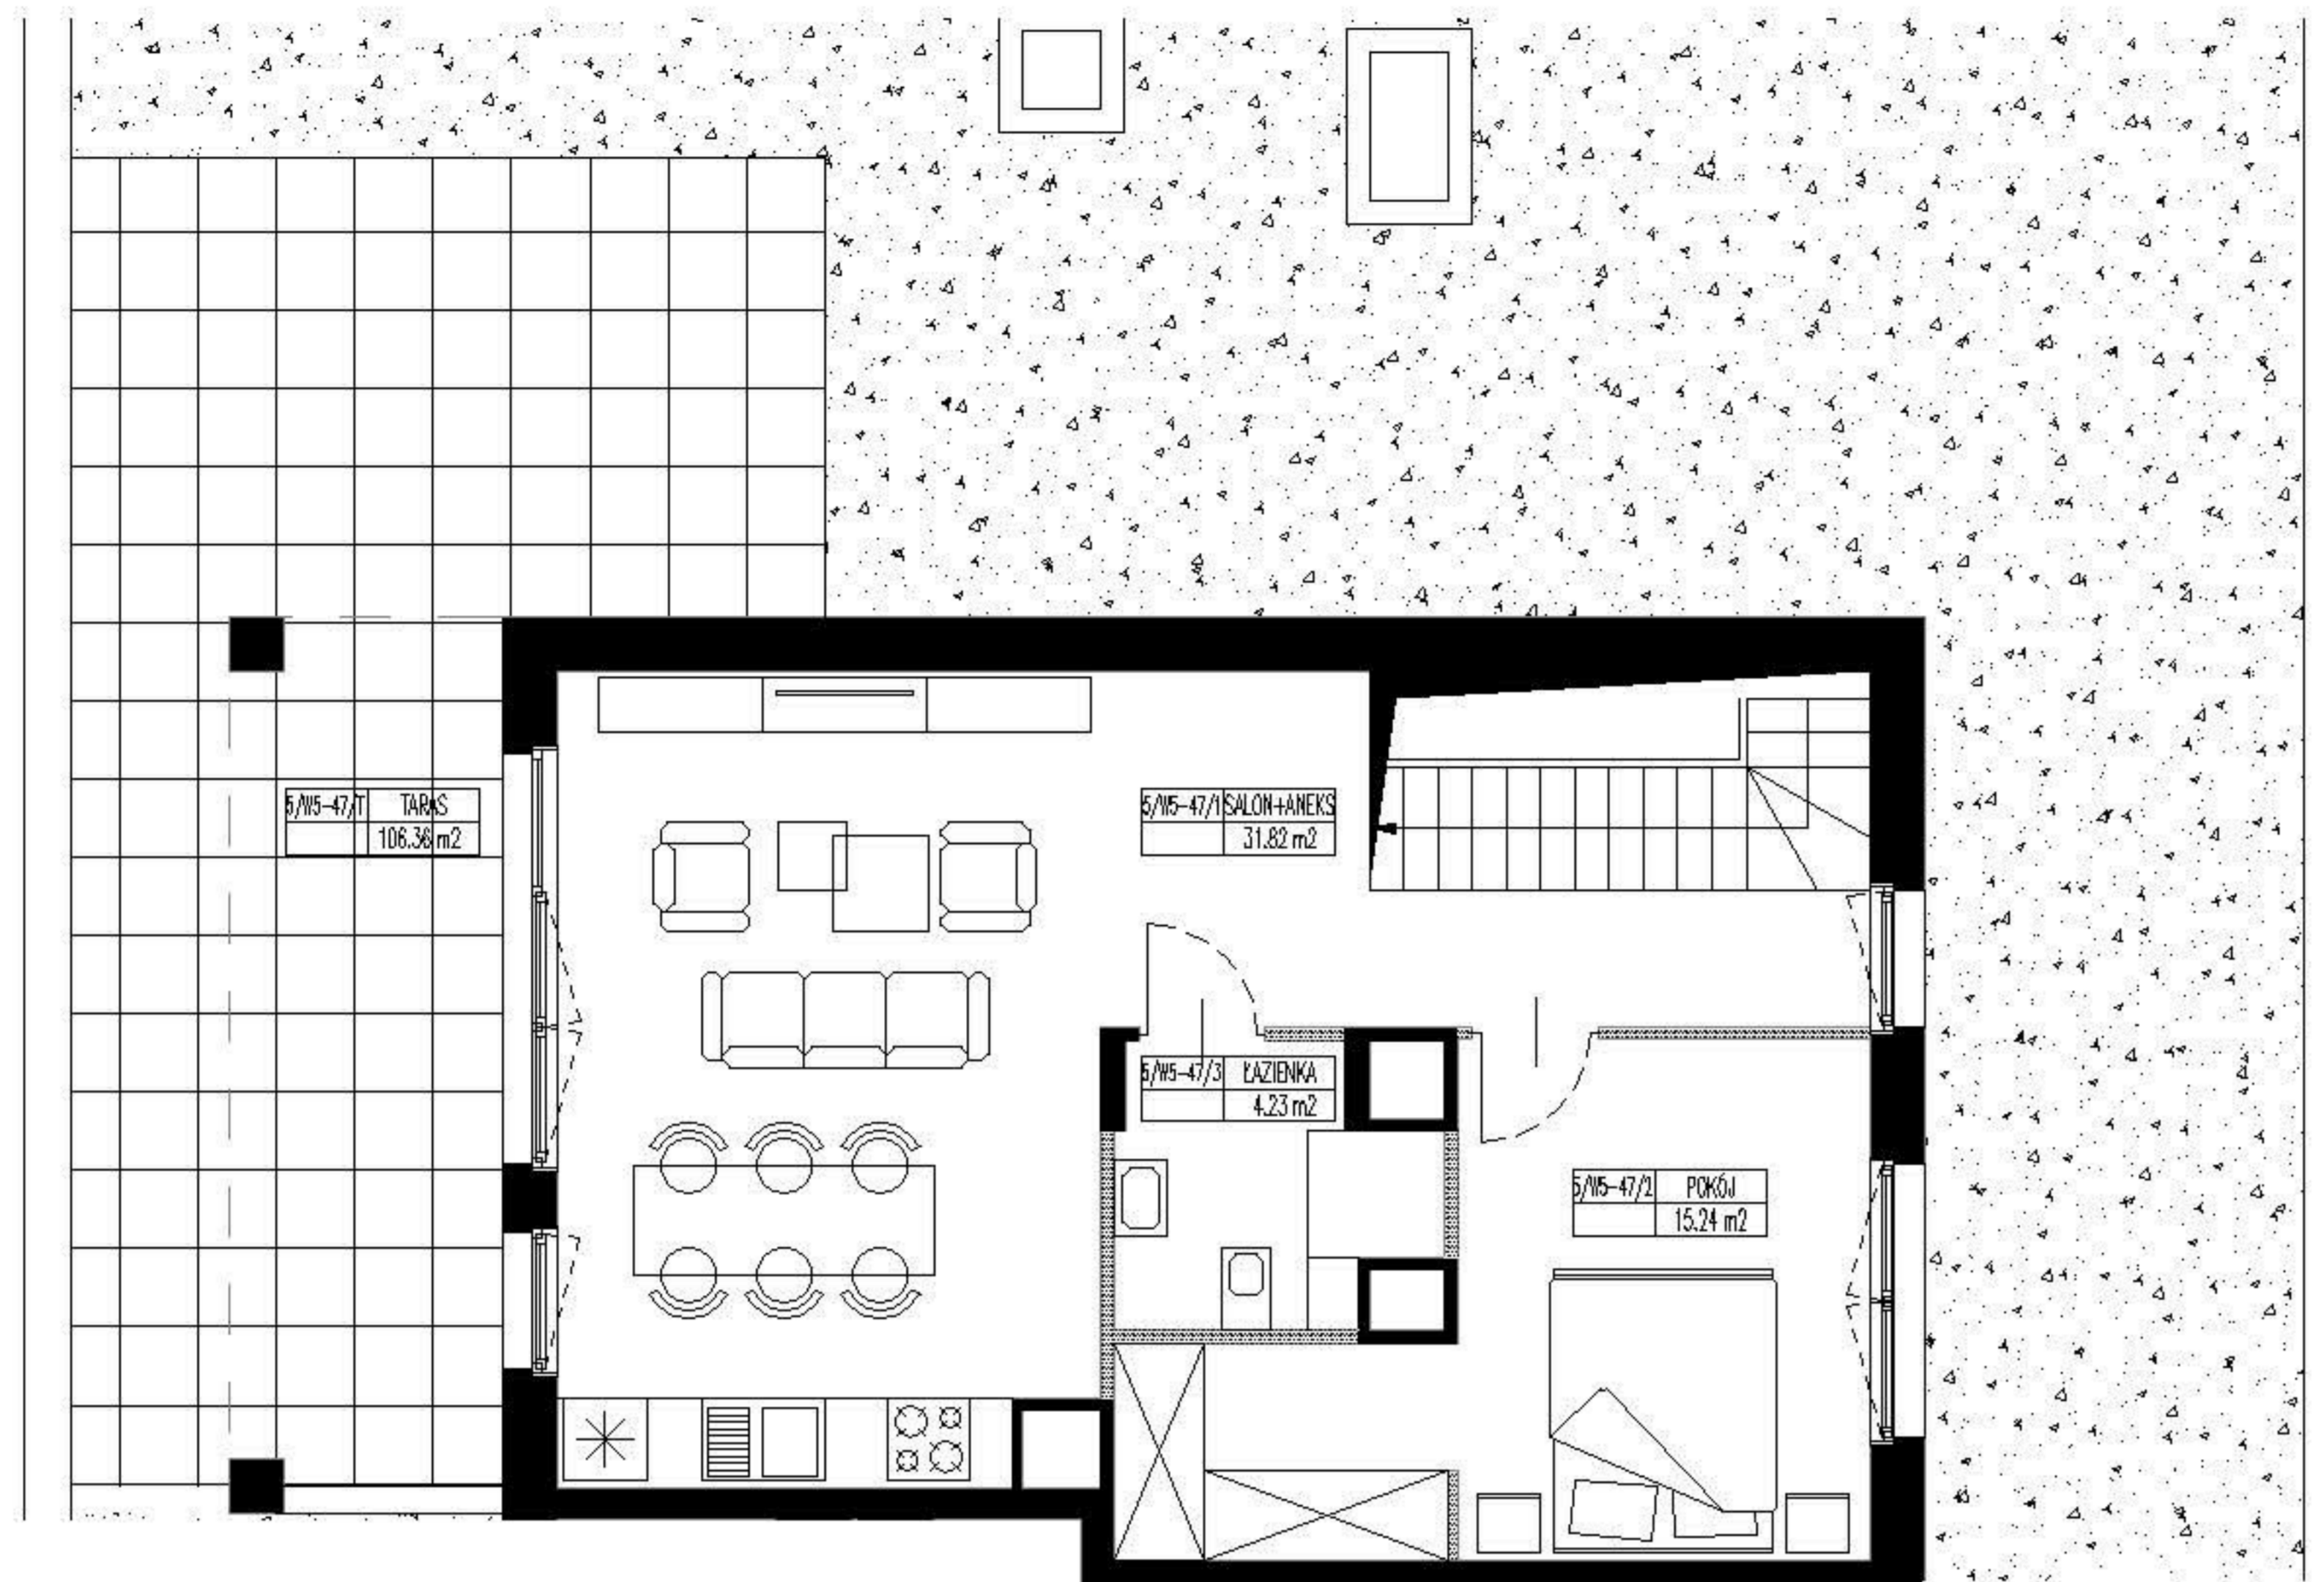 5/W5-47/T TARAS
106.36 m2
5/W5-47/1 SALON+ANEKS
31.82 m2
5/W5-47/3 ŁAZIENKA
4.23 m2
5/W5-47/2 POKÓJ
15.24 m2